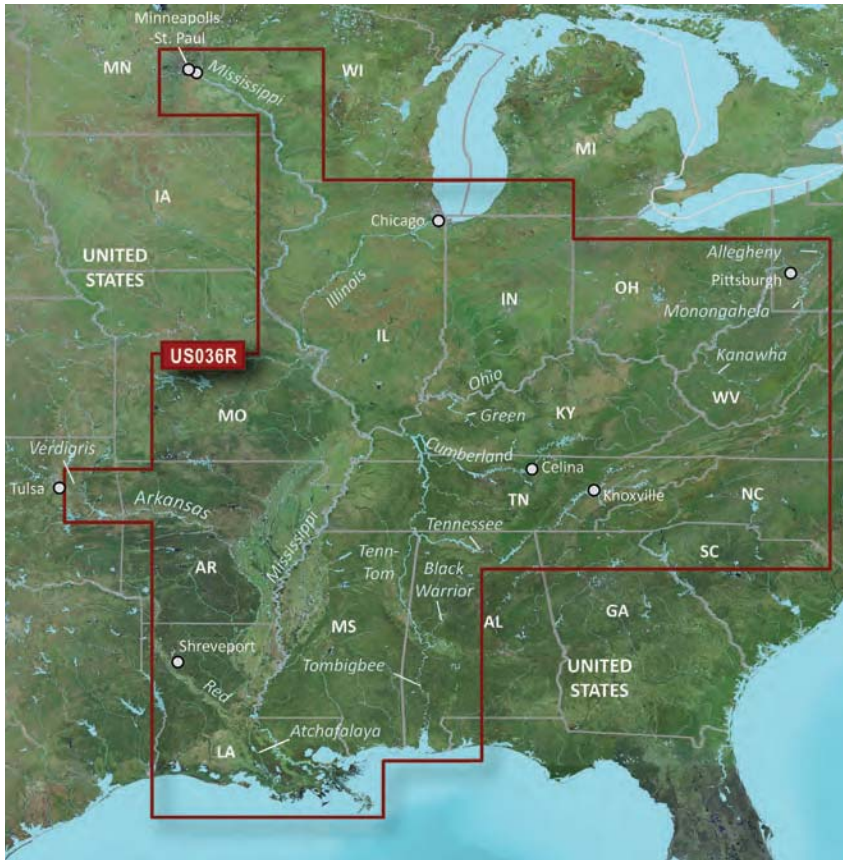 Minneapolis
-St. Paul
MN
Mississippi
WI
MI
IA
Chicago
UNITED
STATES
Illinois
IN
OH
Allegheny
Pittsburgh
Monongahela
IL
US036R
Kanawha
Ohio
MO
Green
KY
WV
Verdigris
Cumberland
Celina
Tulsa
Arkansas
TN
Knoxville
NC
Mississippi
Tennessee
SC
AR
Tenn-
Tom
Black
Warrior
MS
AL
GA
Shreveport
Tombigbee
UNITED
STATES
Red
Atchafalaya
LA